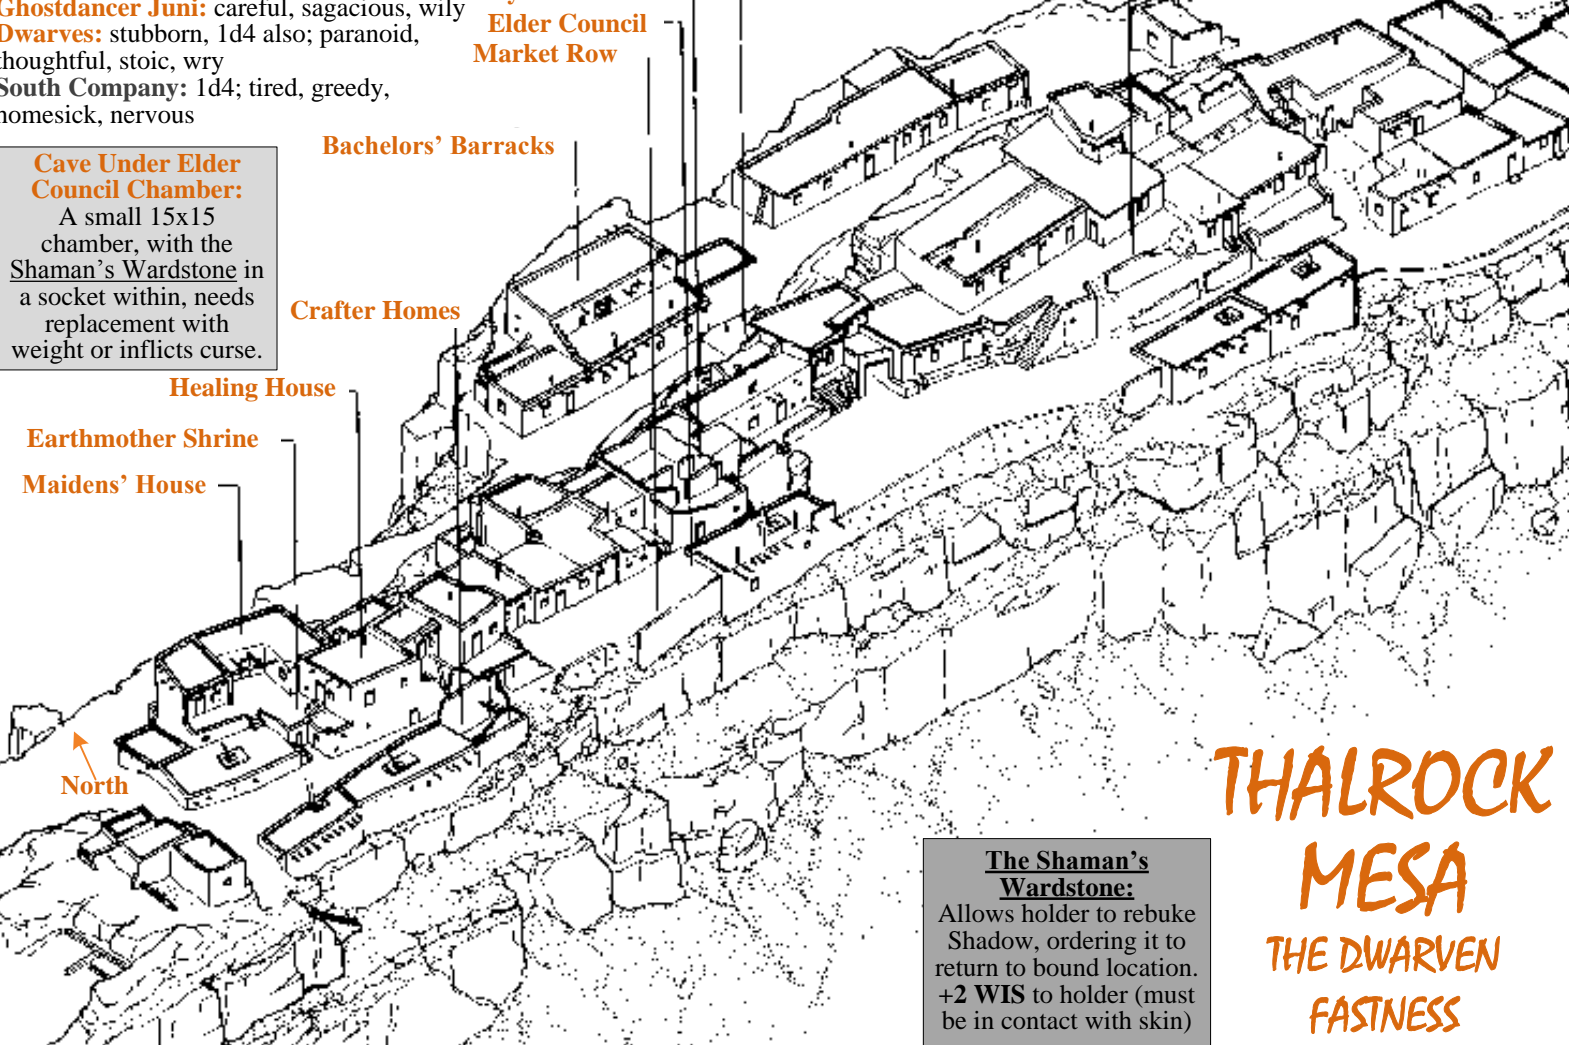 Ghostdancer Juni: careful, sagacious, wily
Dwarves: stubborn, 1d4 also; paranoid,
thoughtful, stoic, wry
South Company: 1d4; tired, greedy,
homesick, nervous
Elder Council
Market Row
Bachelors’ Barracks
Cave Under Elder
Council Chamber:
A small 15x15
chamber, with the
Shaman’s Wardstone in
a socket within, needs
replacement with
weight or inflicts curse.
Crafter Homes
Healing House
Earthmother Shrine
Maidens’ House
North
THALROCK
MESA
THE DWARVEN
FASTNESS
The Shaman’s
Wardstone:
Allows holder to rebuke
Shadow, ordering it to
return to bound location.
+2 WIS to holder (must
be in contact with skin)